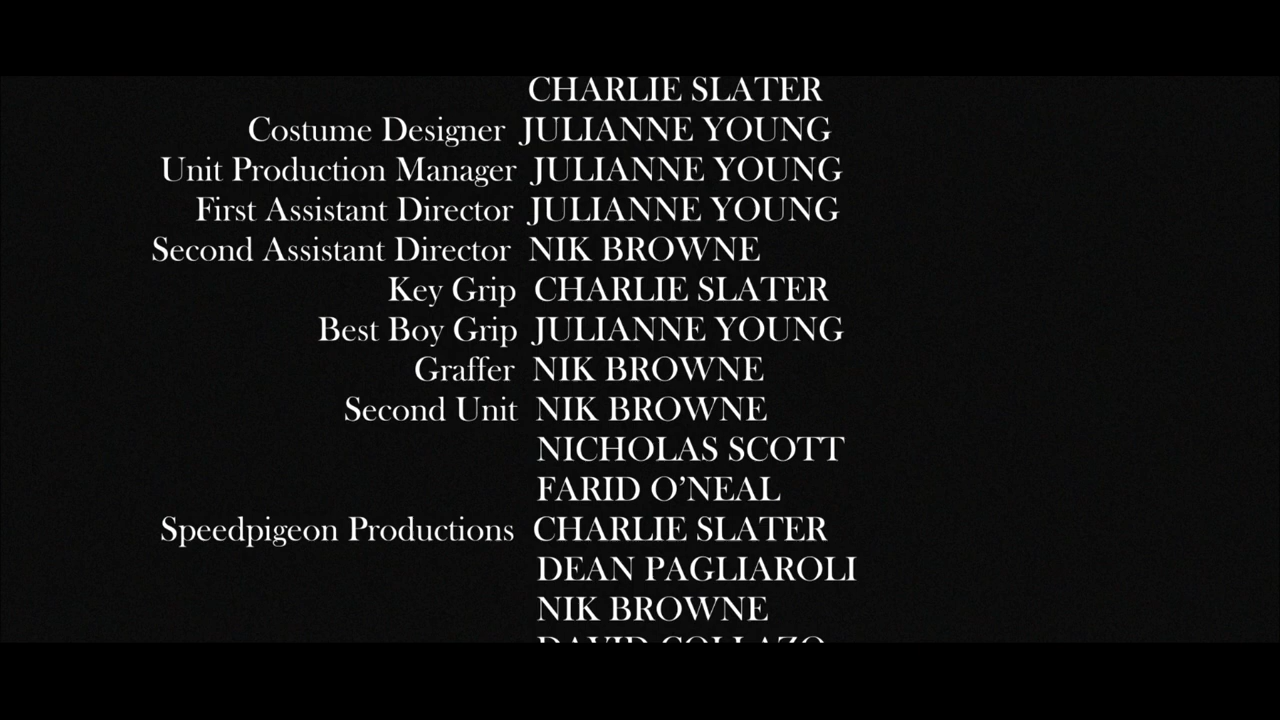 CHARLIE SLATER
Costume Designer JULIANNE YOUNG
Unit Production Manager JULIANNE YOUNG
First Assistant Director JULIANNE YOUNG
Second Assistant Director NIK BROWNE
Key Grip CHARLIE SLATER
Best Boy Grip JULIANNE YOUNG
Graffer NIK BROWNE
Second Unit NIK BROWNE
NICHOLAS SCOTT
FARID O’NEAL
Speedpigeon Productions CHARLIE SLATER
DEAN PAGLIAROLI
NIK BROWNE
DAVID COLLAZO